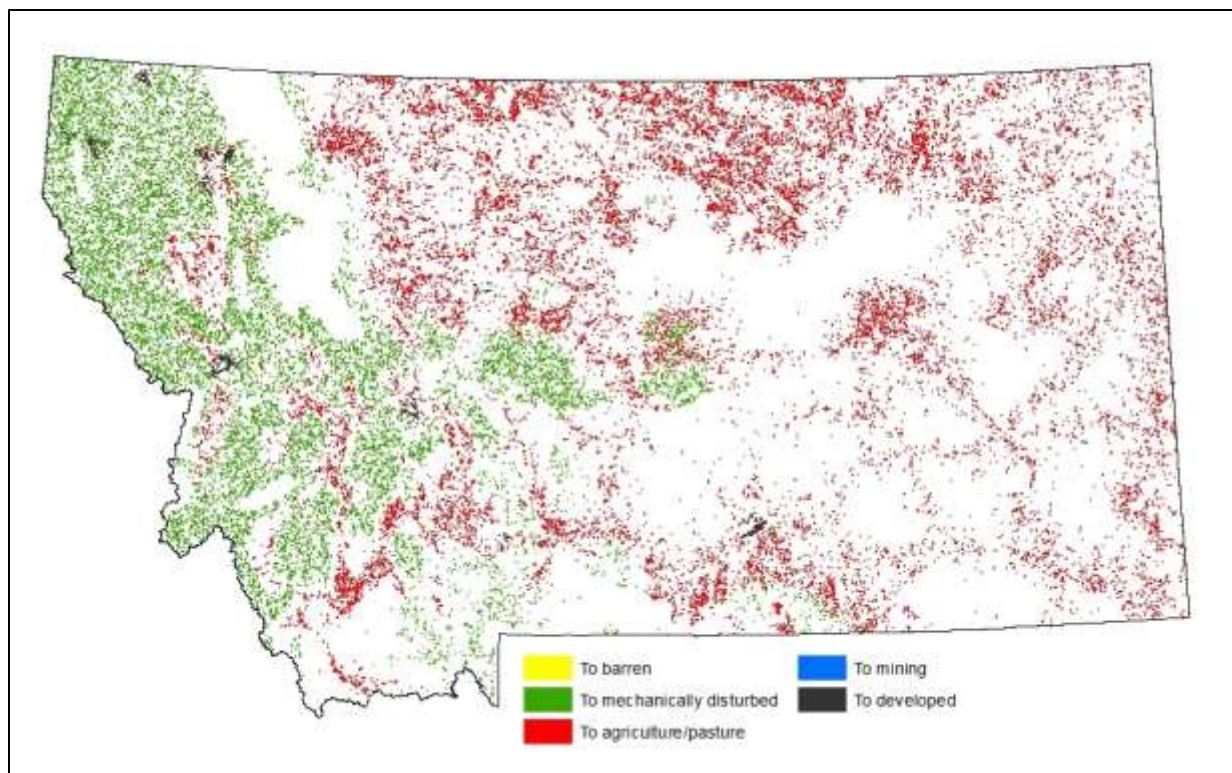 To barren
To mechanically disturbed
To agriculture/pasture
To mining
To developed